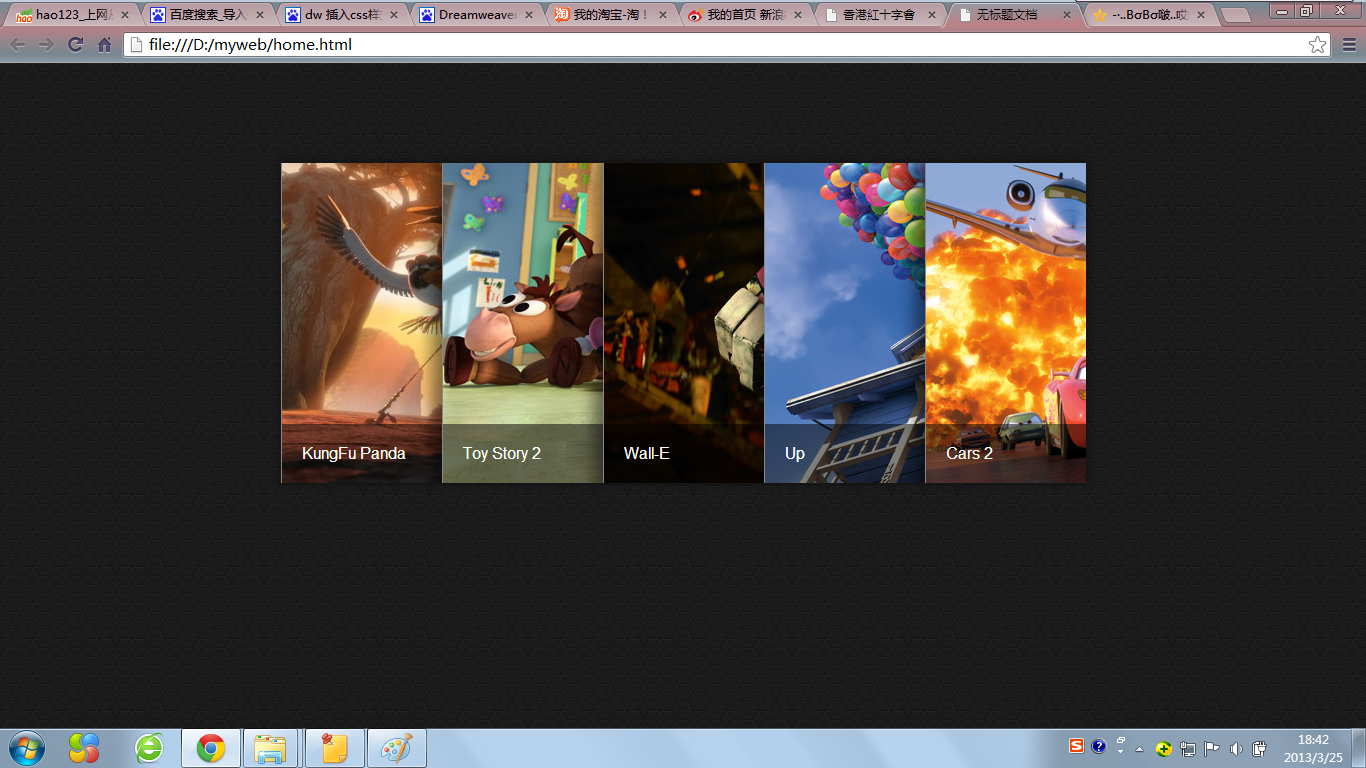 hao123_上网从
百度搜索_导入
dw 插入css样
Dreamweaver
我的淘宝-淘！
我的首页 新浪
香港紅十字會
无标题文档
-·..BσBσ啵..哎
file:///D:/myweb/home.html
KungFu Panda
Toy Story 2
Wall-E
Up
Cars 2
18:42
2013/3/25